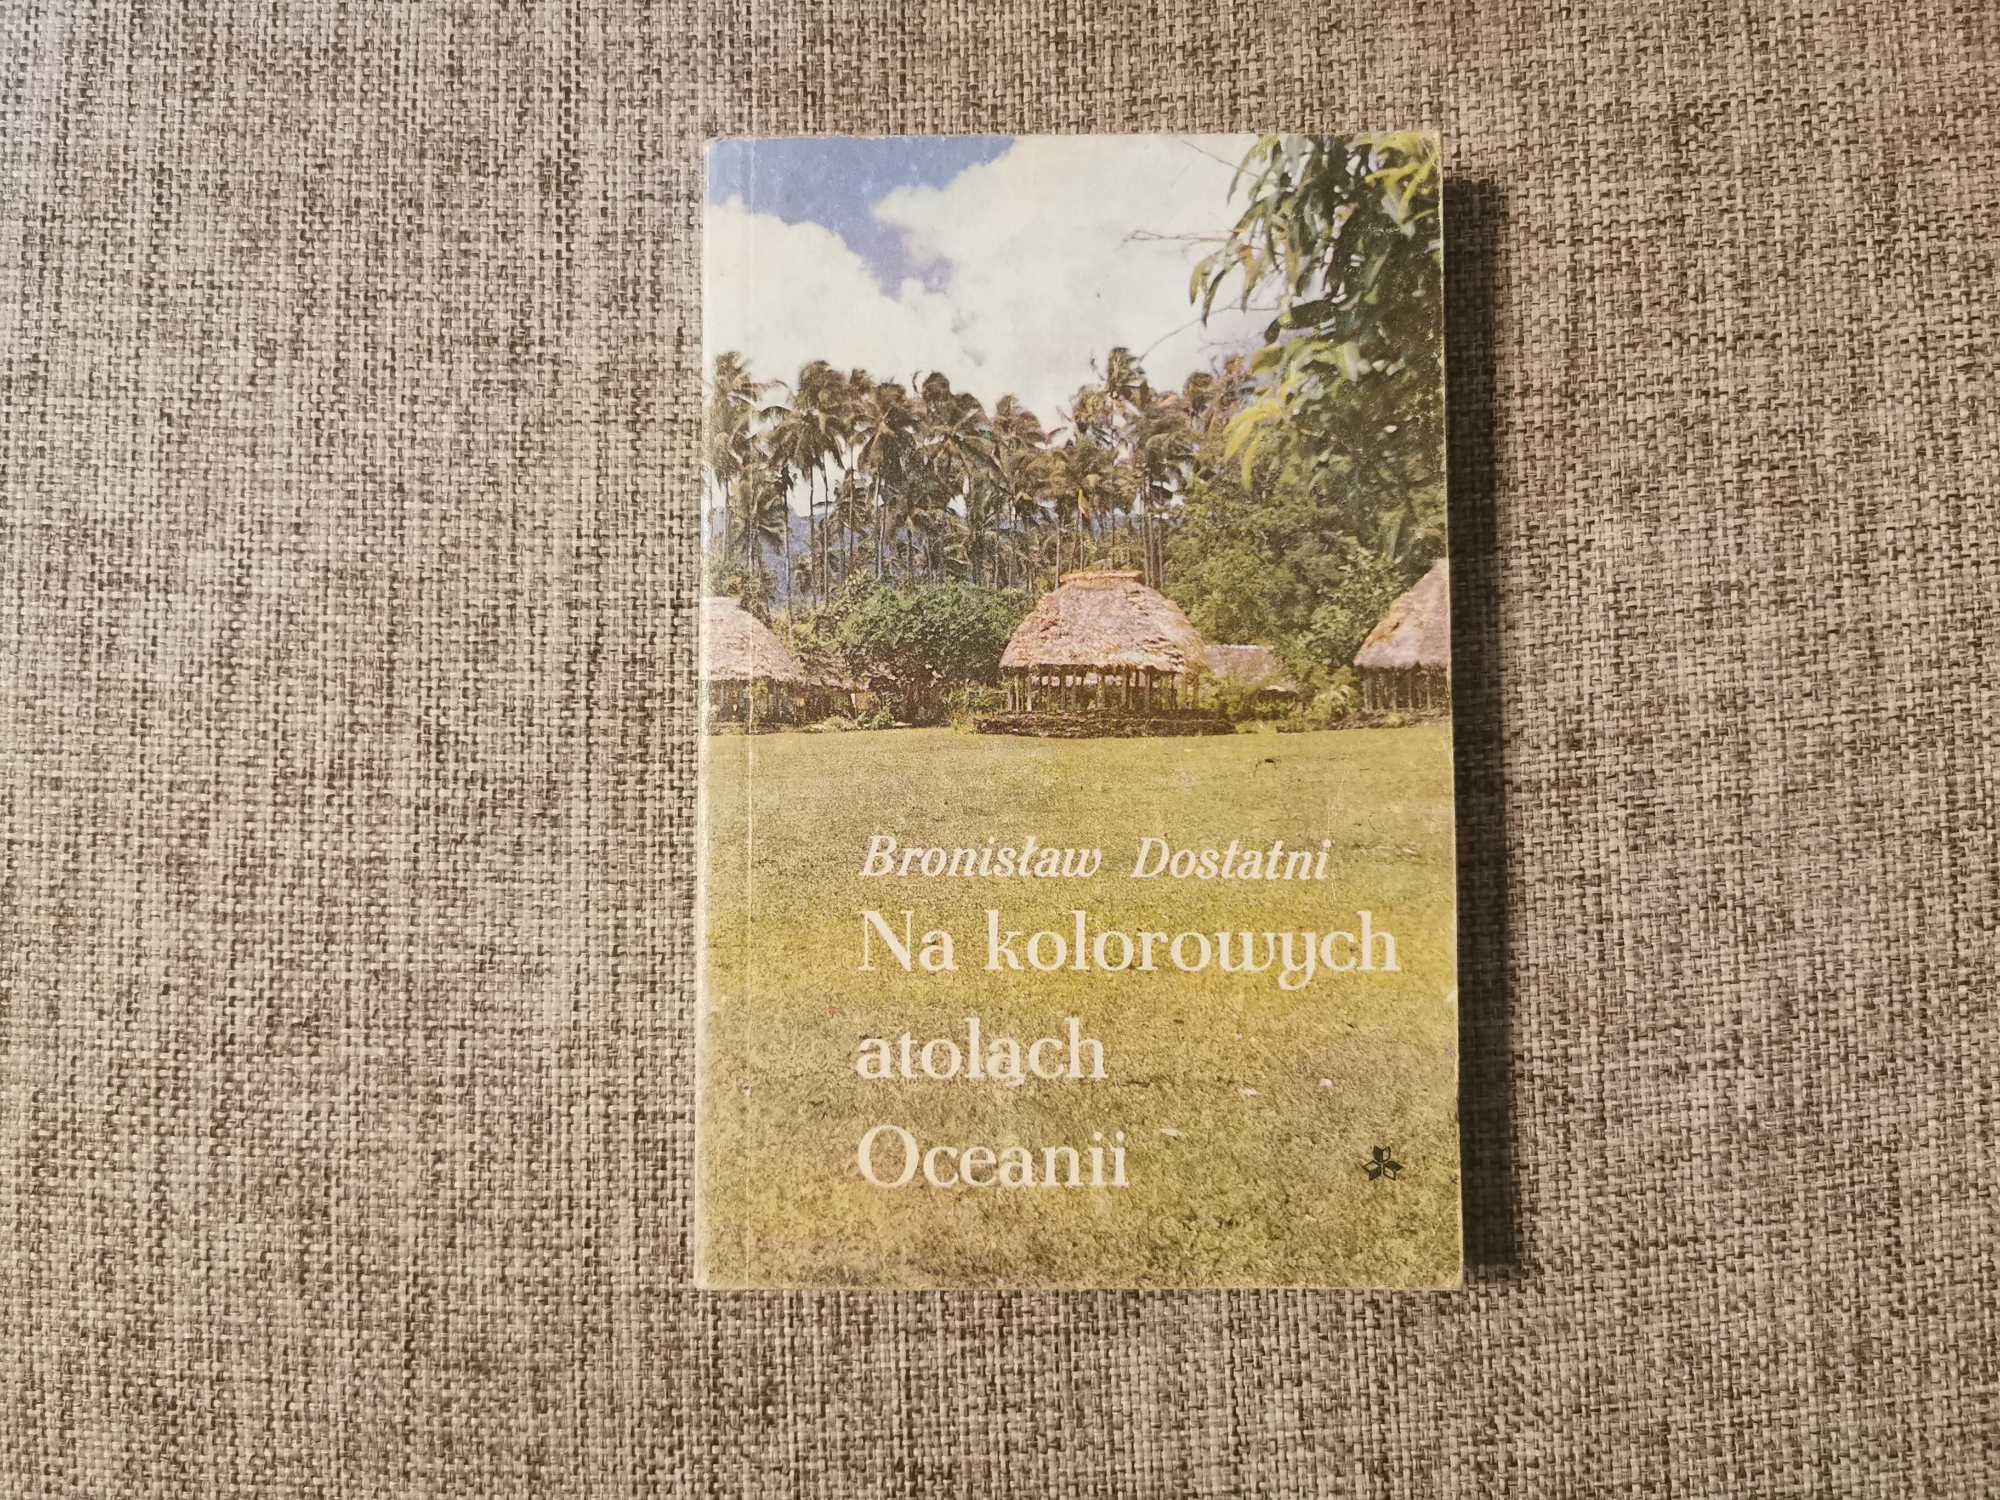 Bronisław Dostatni
Na kolorowych
atolach
Oceanii